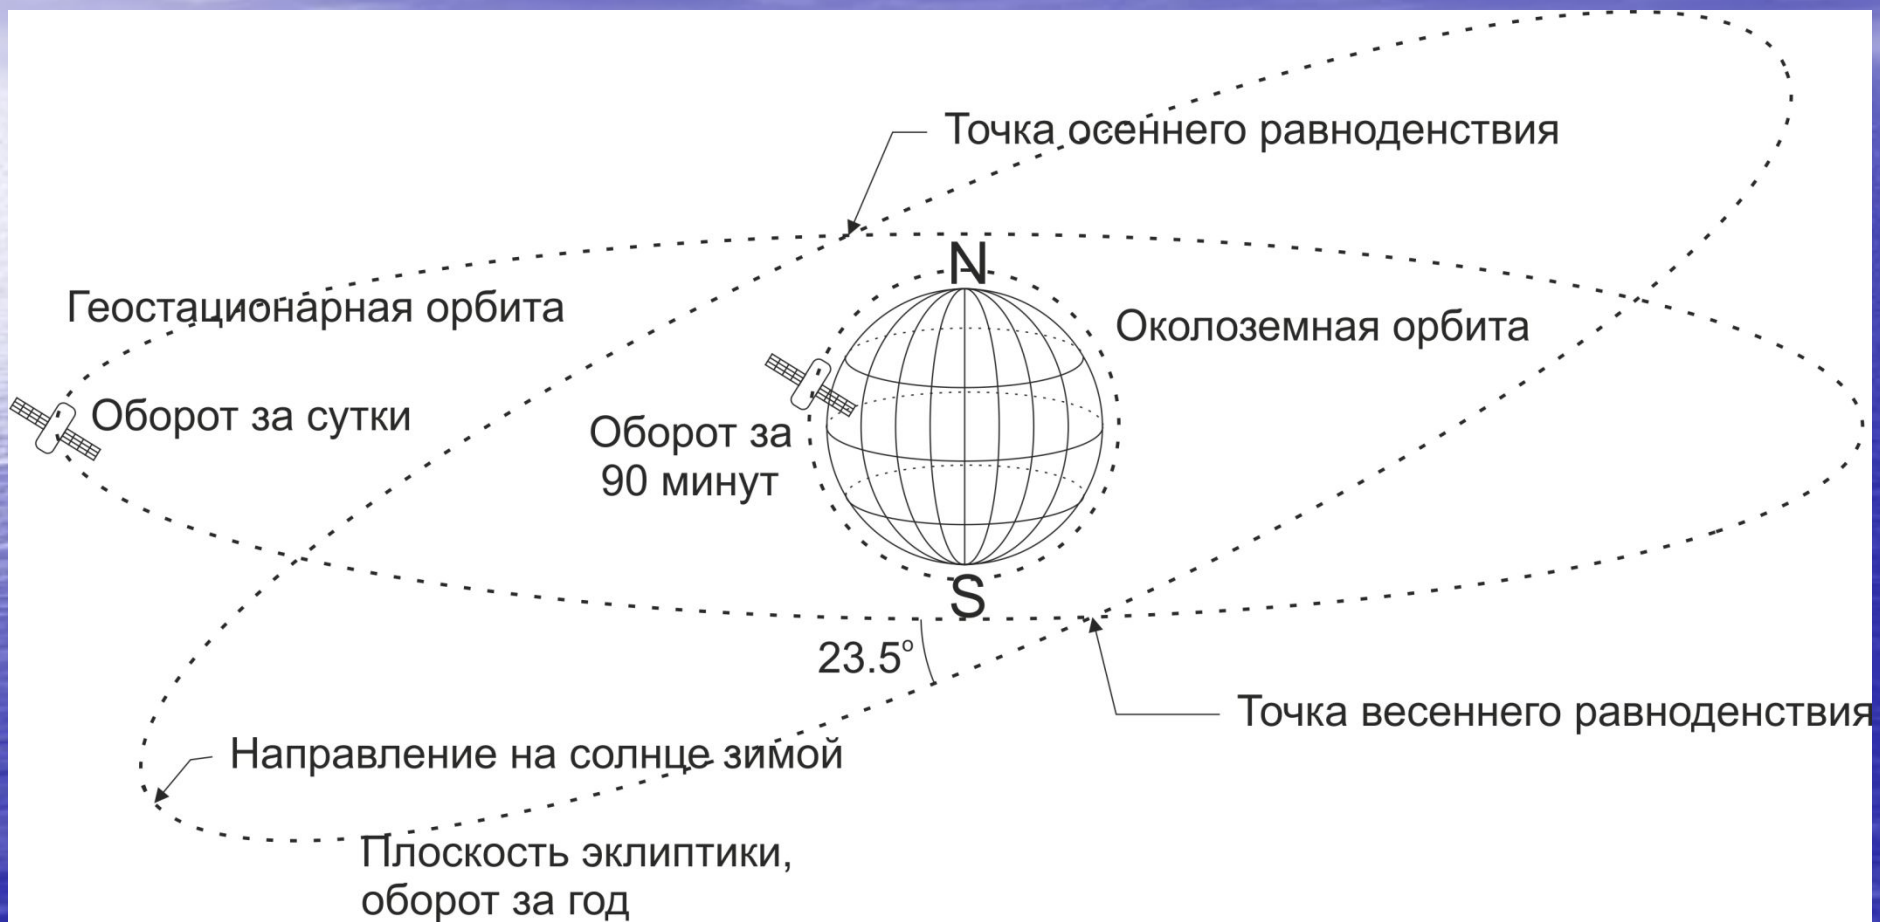 Точка осеннего равноденствия
N
Геостационарная орбита
Околоземная орбита
Оборот за сутки
Оборот за
90 минут
S
23.5°
Точка весеннего равноденствия
Направление на солнце зимой
Плоскость эклиптики,
оборот за год